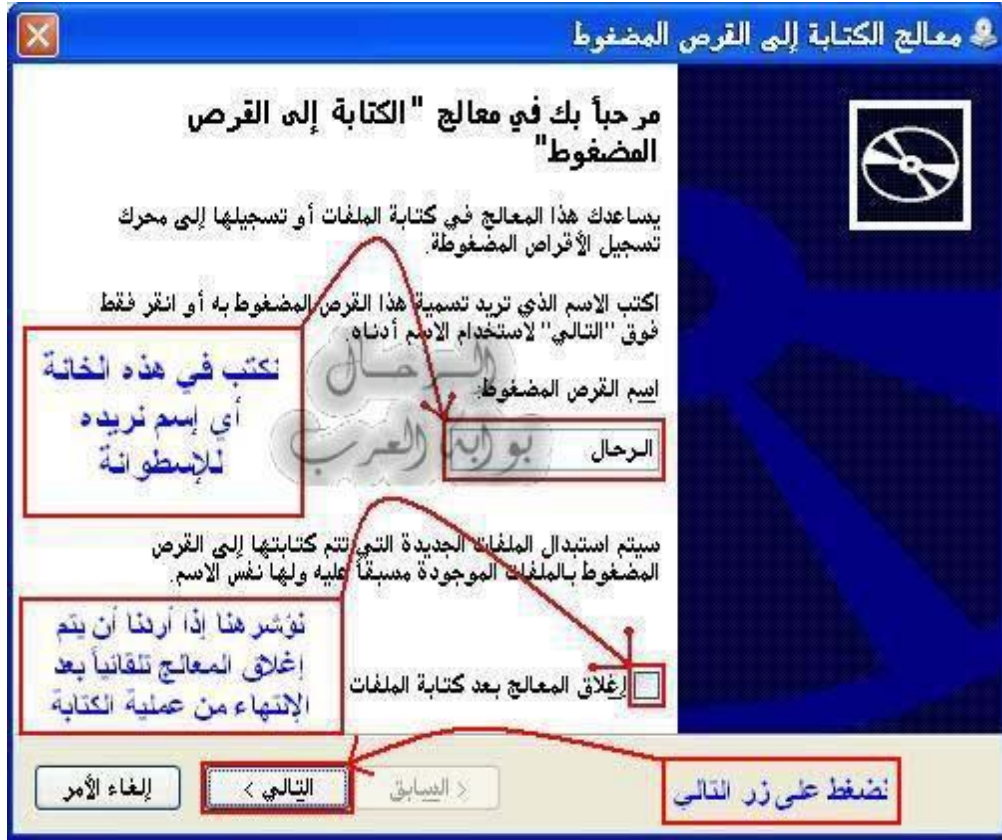 معالج الكتابة إلى القرص المضغوط
مرحباً بك في معالج "الكتابة إلى القرص
المضغوط"
يساعدك هذا المعالج في كتابة الملفات أو تسجيلها إلى محرك
تسجيل الأقراص المضغوطة.
اكتب الاسم الذي تريد تسمية هذا القرص المضغوط به أو انقر فقط
فوق "التالي" لاستخدام الاسم أدناه.
نكتب في هذه الخانة
أي إسم نريده
للإسطوانة
الرحال
بوابة العرب
اسم القرص المضغوط:
الرحال
سيتم استبدال الملفات الجديدة التي تتم كتابتها إلى القرص
المضغوط بالملفات الموجودة مسبقاً عليه ولها نفس الاسم.
نؤشر هنا إذا أردنا أن يتم
إغلاق المعالج تلقائياً بعد
الإنتهاء من عملية الكتابة
إغلاق المعالج بعد كتابة الملفات
نضغط على زر التالي
< السابق
التالي >
إلغاء الأمر